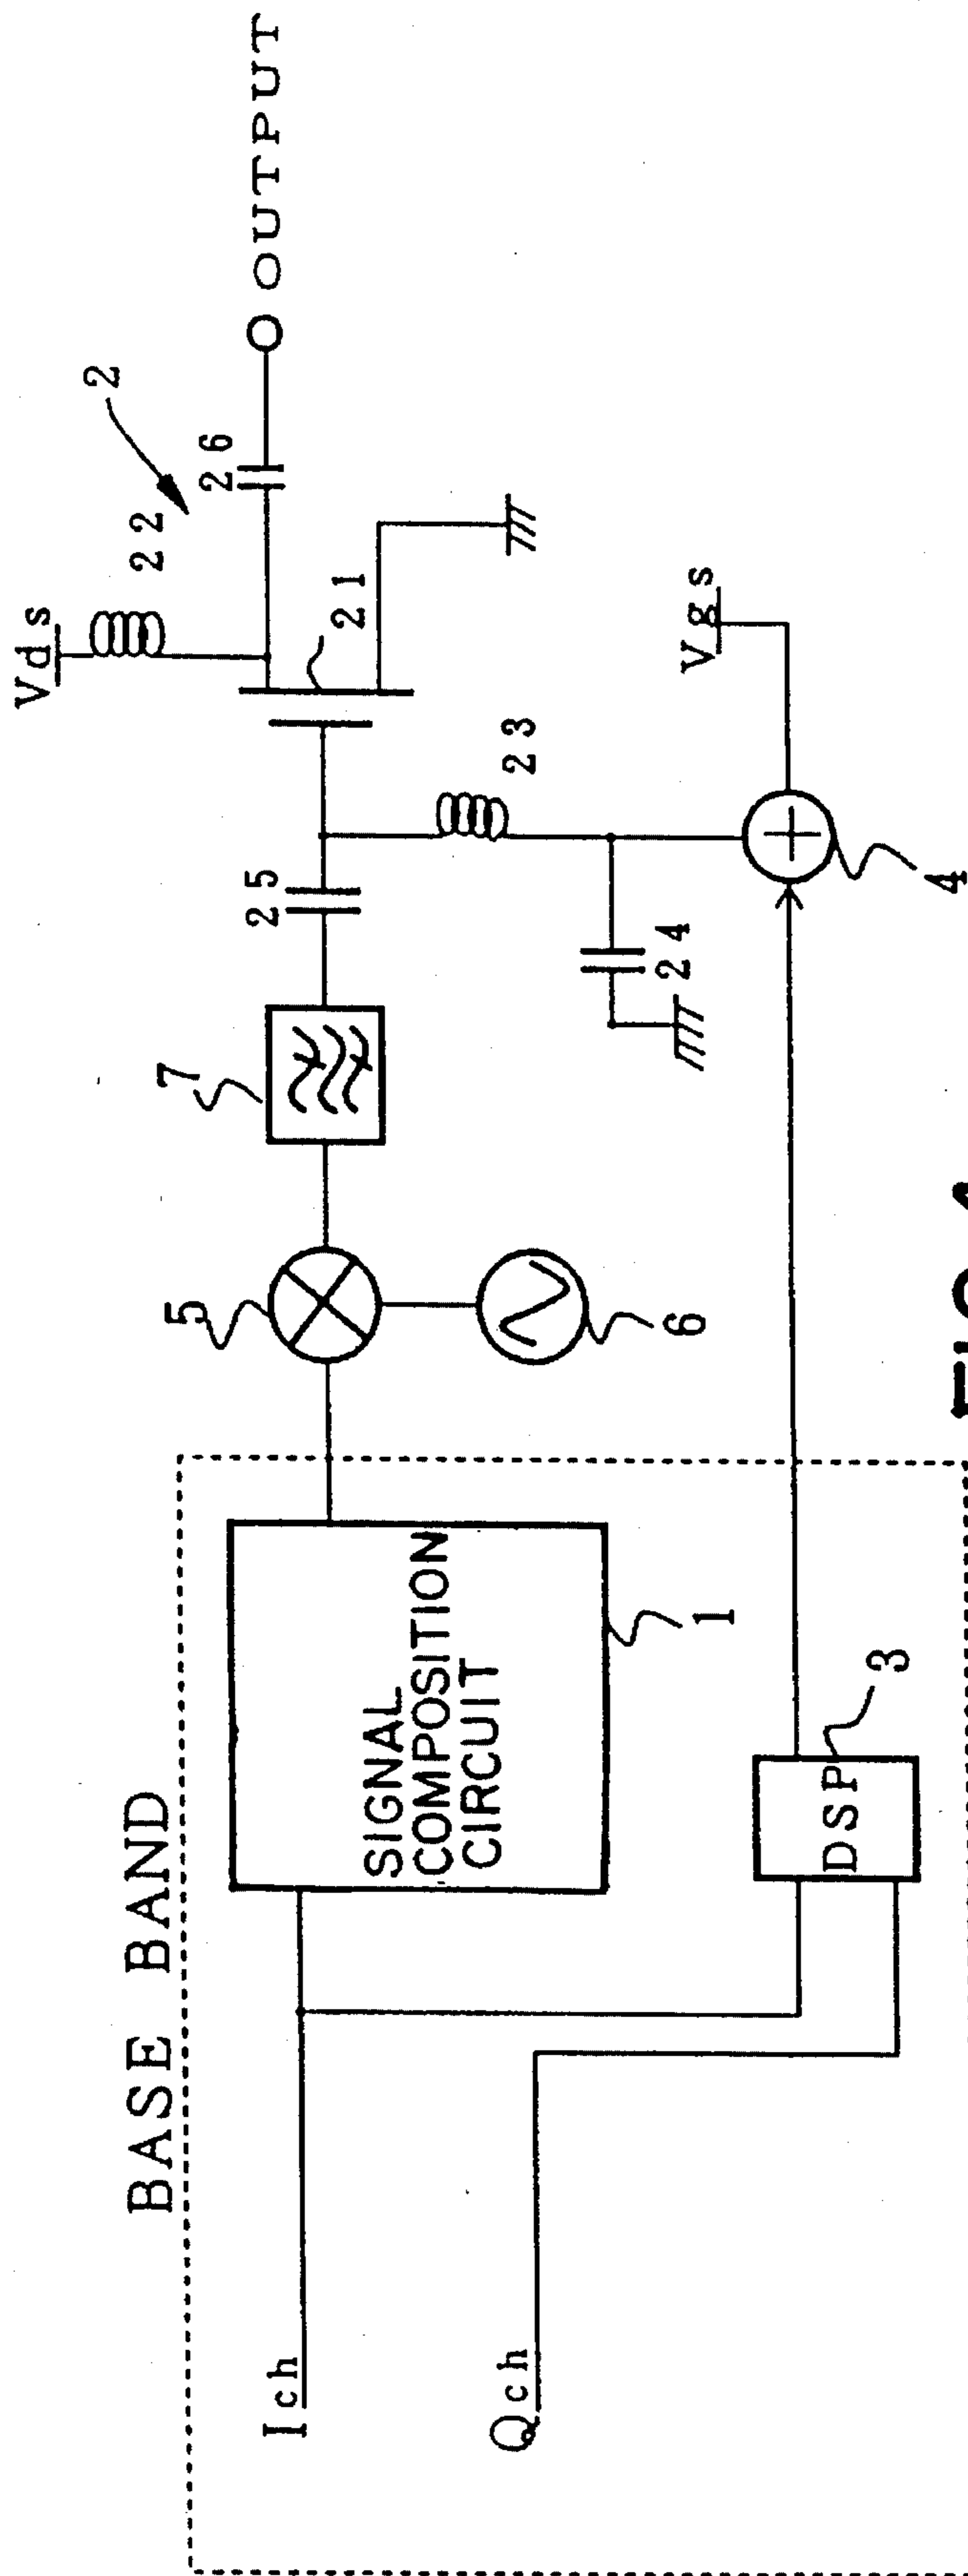 BASE BAND
Ich
Qch
SIGNAL
COMPOSITION
CIRCUIT
1
DSP
3
5
6
7
25
24
23
4
Vgs
Vds
22
21
2
26
OUTPUT